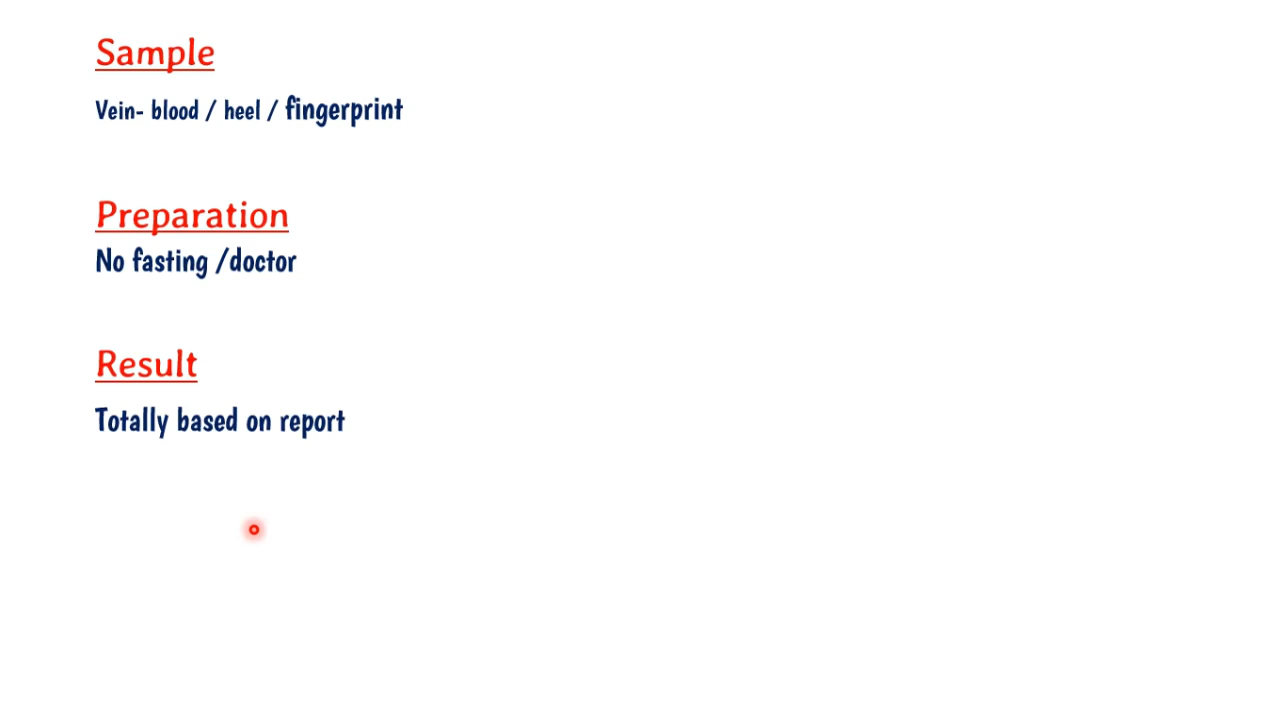 Sample
Vein- blood / heel / fingerprint
Preparation
No fasting /doctor
Result
Totally based on report